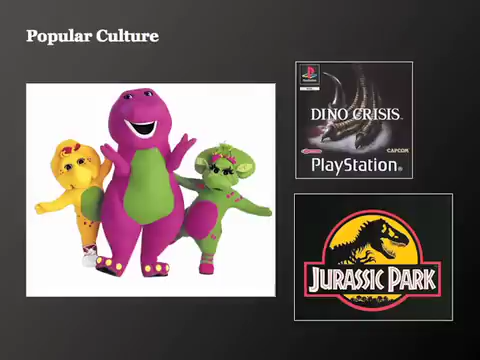 Popular Culture
DINO CRISIS
CAPCOM
PlayStation
JURASSIC PARK